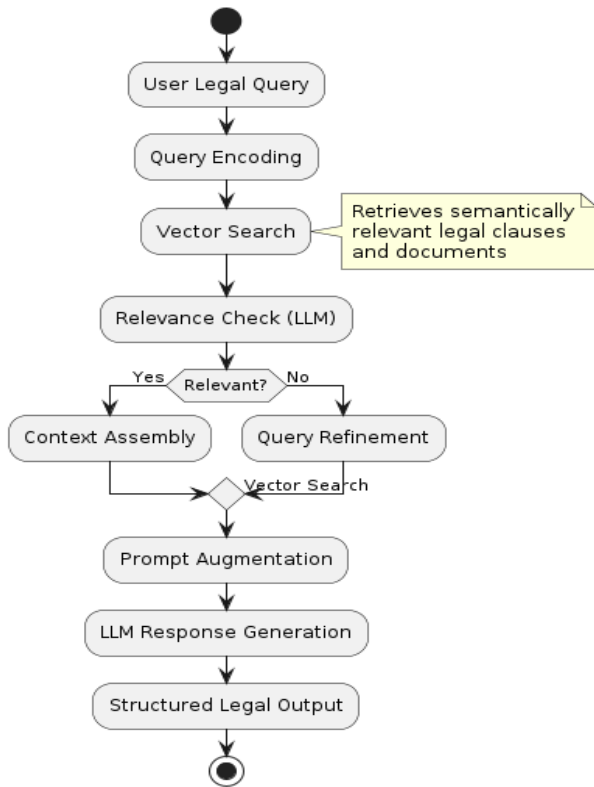 User Legal Query
Query Encoding
Vector Search
Retrieves semantically
relevant legal clauses
and documents
Relevance Check (LLM)
Yes
Relevant?
No
Context Assembly
Query Refinement
Vector Search
Prompt Augmentation
LLM Response Generation
Structured Legal Output